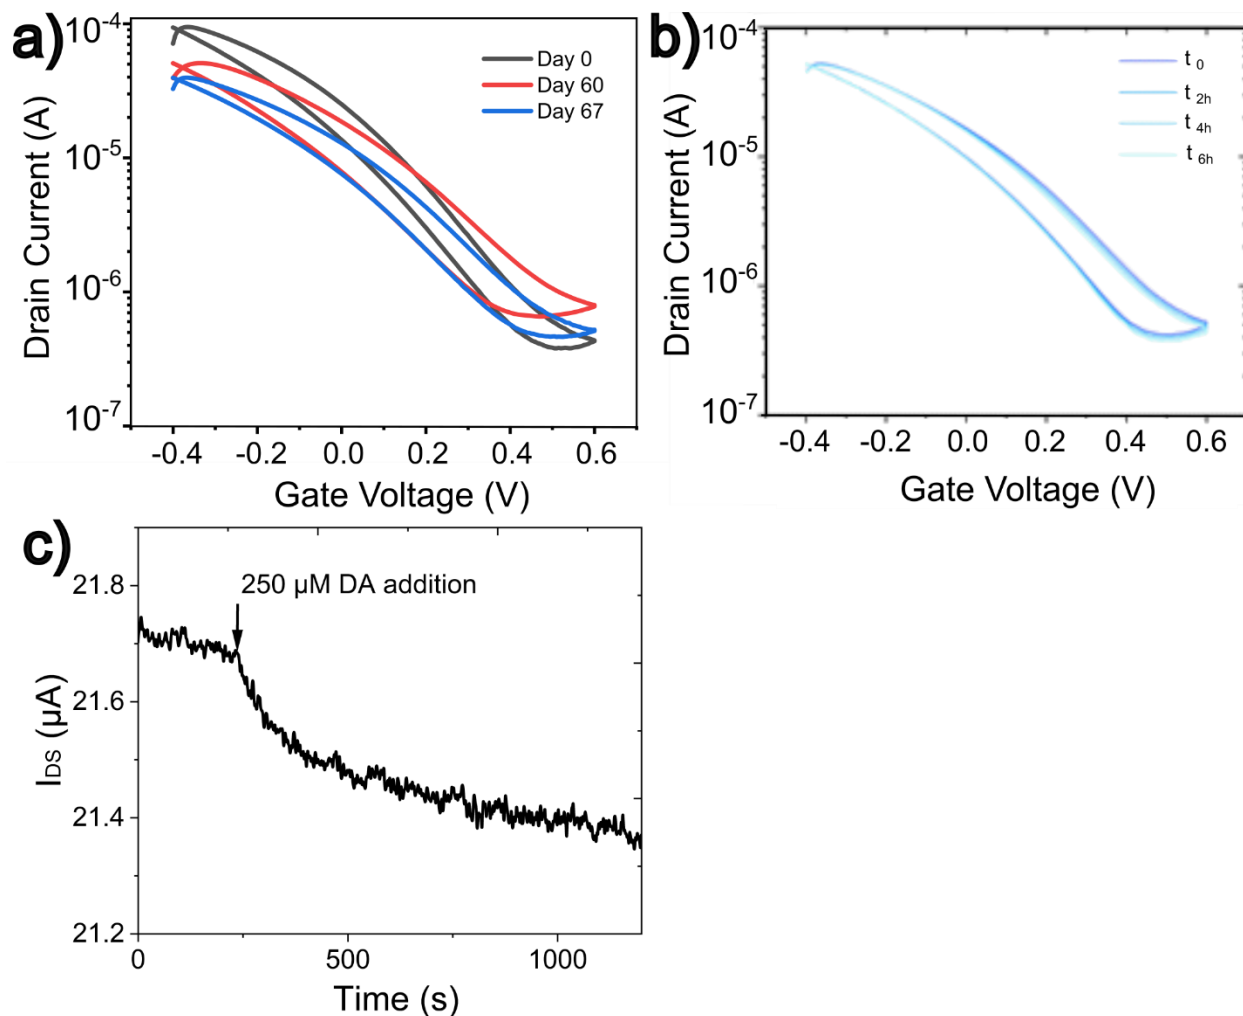 a)
10-4
10-5
10-6
10-7
Drain Current (A)
Day 0
Day 60
Day 67
-0.4 -0.2 0.0 0.2 0.4 0.6
Gate Voltage (V)
b)
10-4
10-5
10-6
10-7
Drain Current (A)
t 0
t 2h
t 4h
t 6h
-0.4 -0.2 0.0 0.2 0.4 0.6
Gate Voltage (V)
c)
250 µM DA addition
21.8
21.6
21.4
21.2
IDS (µA)
0 500 1000
Time (s)